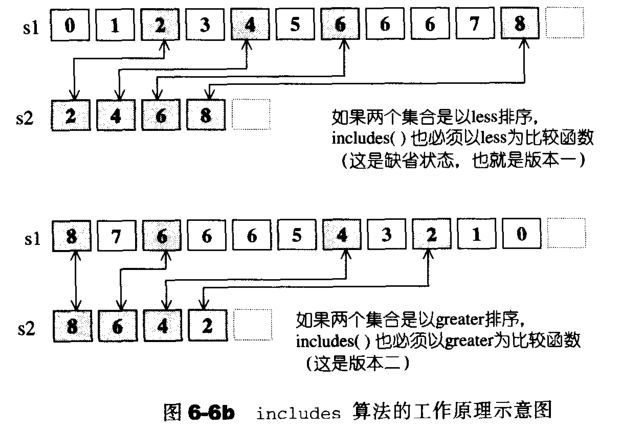 s1 0 1 2 3 4 5 6 6 6 7 8
s2 2 4 6 8
如果两个集合是以less排序,
includes( )也必须以less为比较函数
(这是缺省状态,也就是版本一)
s1 8 7 6 6 6 5 4 3 2 1 0
s2 8 6 4 2
如果两个集合是以greater排序,
includes( )也必须以greater为比较函数
(这是版本二)
图 6-6b includes 算法的工作原理示意图